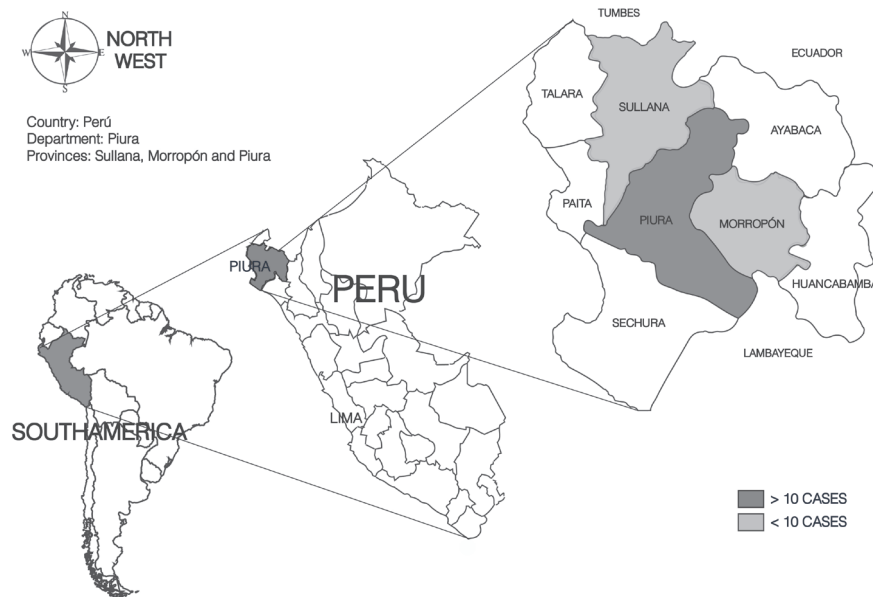 TUMBES
N
NORTH
WEST
W
E
S
ECUADOR
TALARA
SULLANA
AYABACA
Country: Perú
Department: Piura
Provinces: Sullana, Morropón and Piura
PAITA
PIURA
MORROPÓN
PIURA
PERU
HUANCABAMBA
SECHURA
LAMBAYEQUE
LIMA
SOUTHAMERICA
> 10 CASES
< 10 CASES